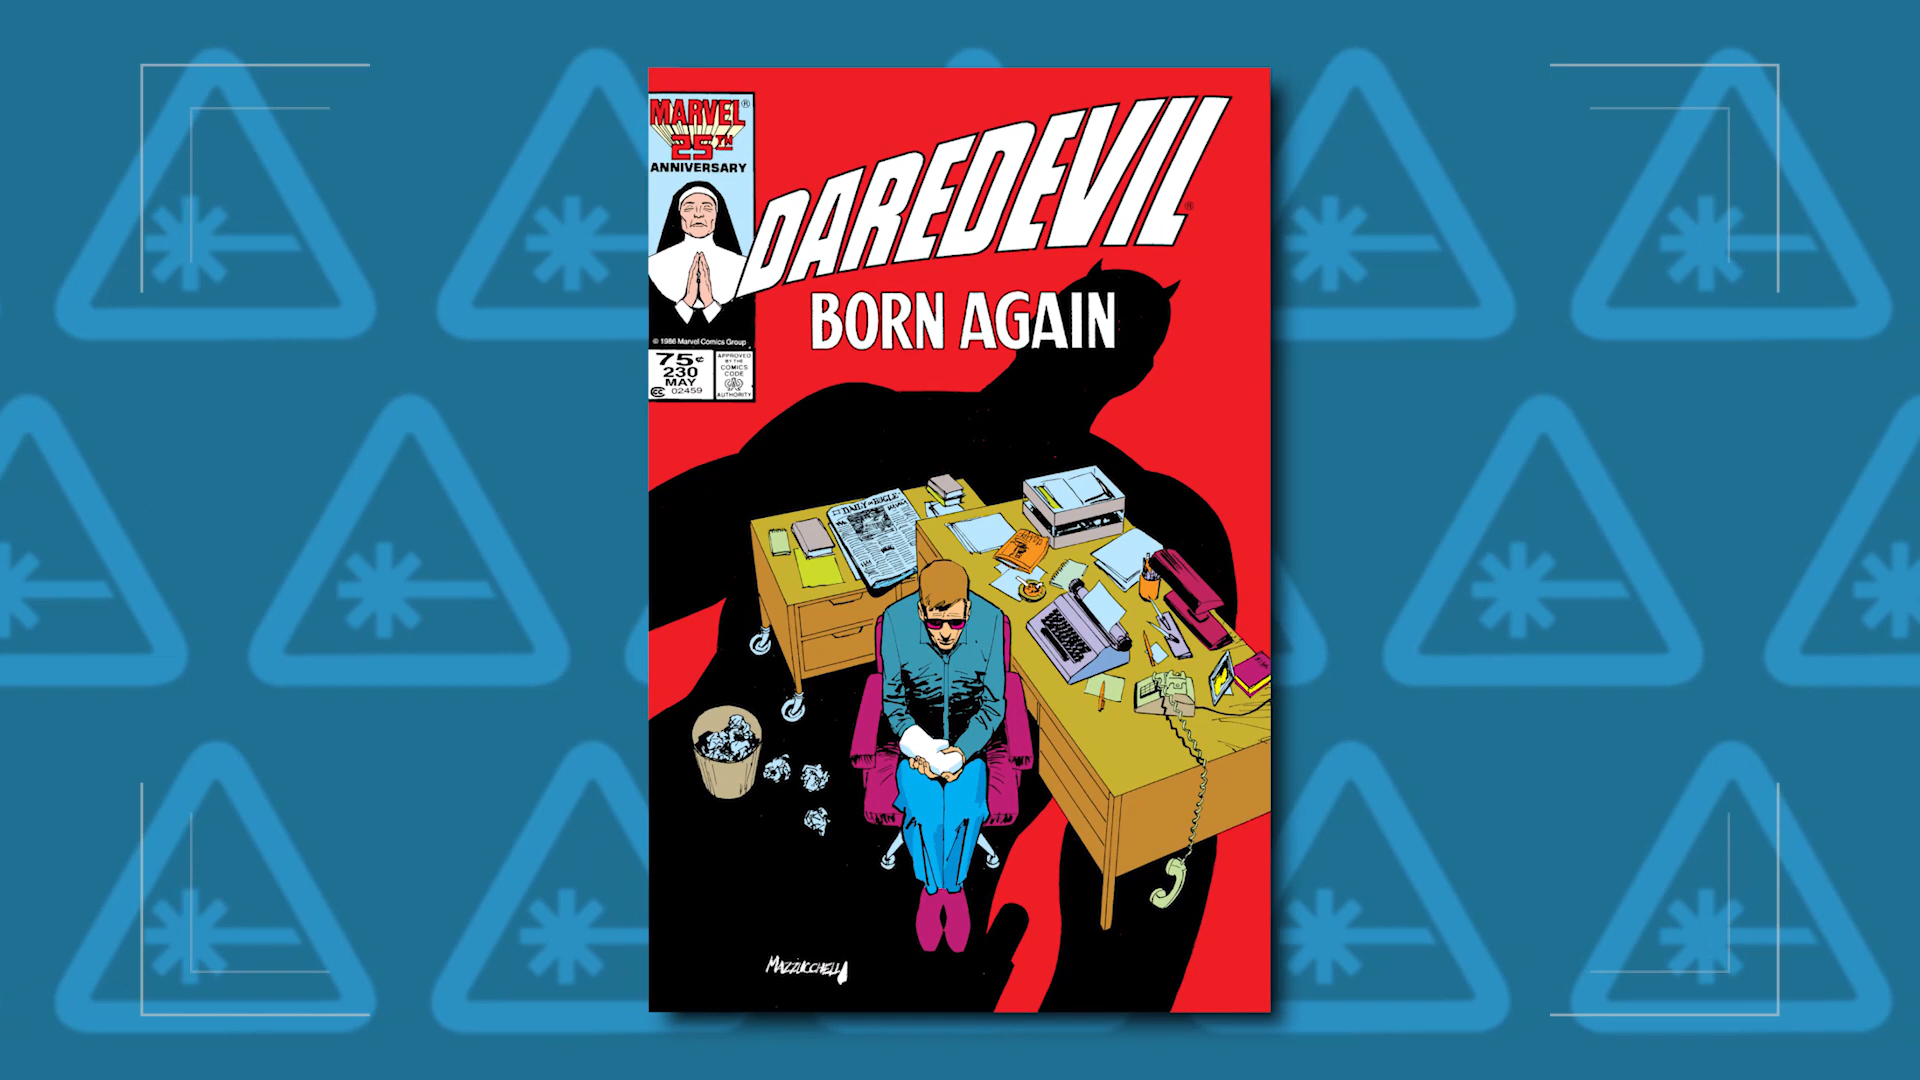 MARVEL®
25TH
ANNIVERSARY
DAREDEVIL®
BORN AGAIN
© 1986 Marvel Comics Group
75¢
230
MAY
CC 02459
APPROVED
BY THE
COMICS
CODE
AUTHORITY
DAILY BUGLE
MAZZUCCHELLI